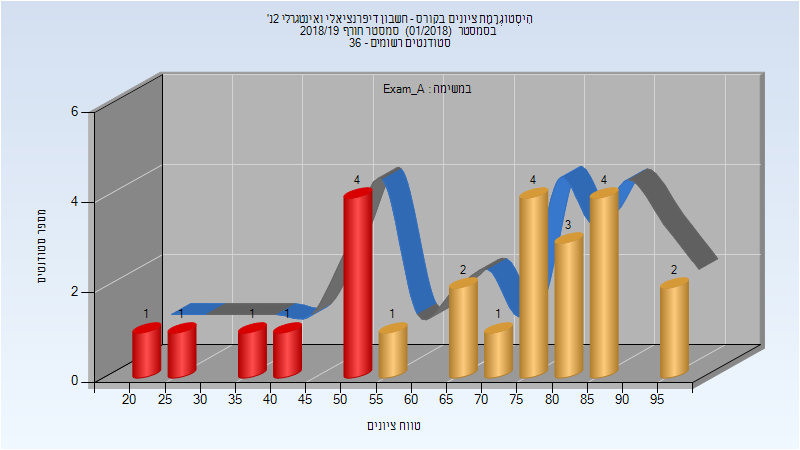 היסטוגרמת ציונים בקורס - חשבון דיפרנציאלי ואינטגרלי 2נ'
בסמסטר (01/2018) סמסטר חורף 2018/19
סטודנטים רשומים - 36
במשימה : Exam_A
מספר סטודנטים
6
4
2
0
1
1
1
1
4
1
2
1
4
3
4
2
20 25 30 35 40 45 50 55 60 65 70 75 80 85 90 95
טווח ציונים